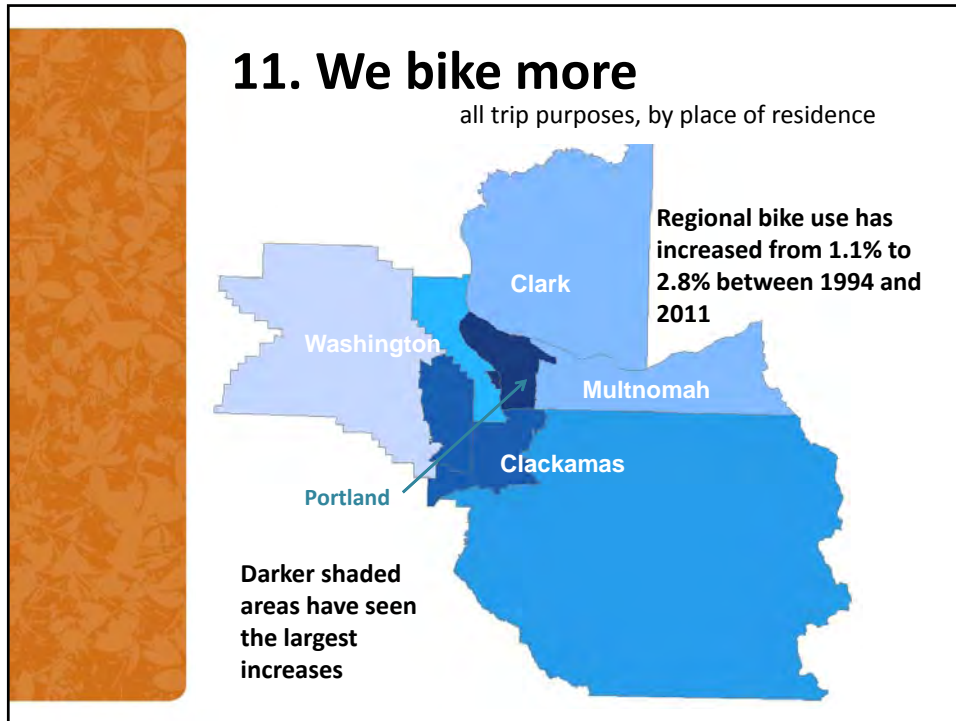 11. We bike more
all trip purposes, by place of residence
Regional bike use has
increased from 1.1% to
2.8% between 1994 and
2011
Clark
Washington
Multnomah
Clackamas
Portland
Darker shaded
areas have seen
the largest
increases